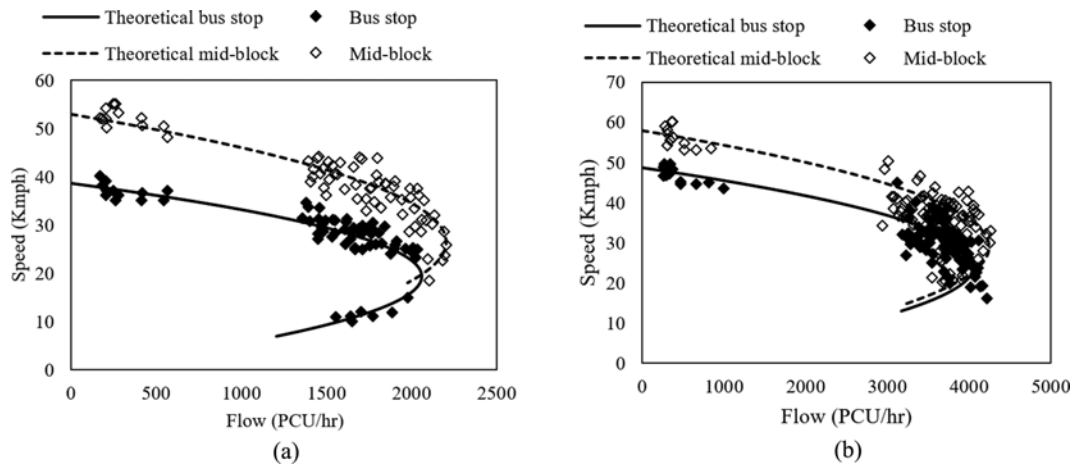 Theoretical bus stop
Bus stop
Theoretical mid-block
Mid-block
60
50
40
30
20
10
0
Speed (Kmph)
0
500
1000
1500
2000
2500
Flow (PCU/hr)
(a)
Theoretical bus stop
Bus stop
Theoretical mid-block
Mid-block
70
60
50
40
30
20
10
0
Speed (Kmph)
0
1000
2000
3000
4000
5000
Flow (PCU/hr)
(b)